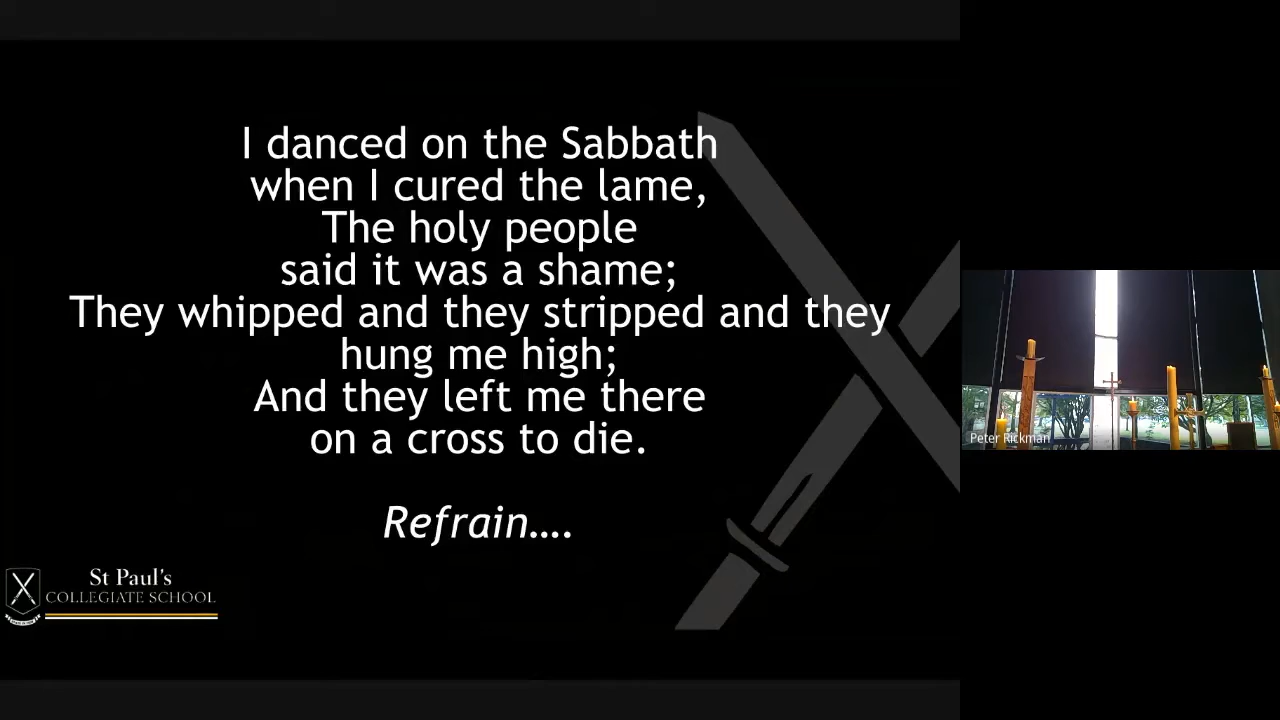 I danced on the Sabbath
when I cured the lame,
The holy people
said it was a shame;
They whipped and they stripped and they
hung me high;
And they left me there
on a cross to die.
Refrain....
St Paul's
COLLEGIATE SCHOOL
Peter Rickman